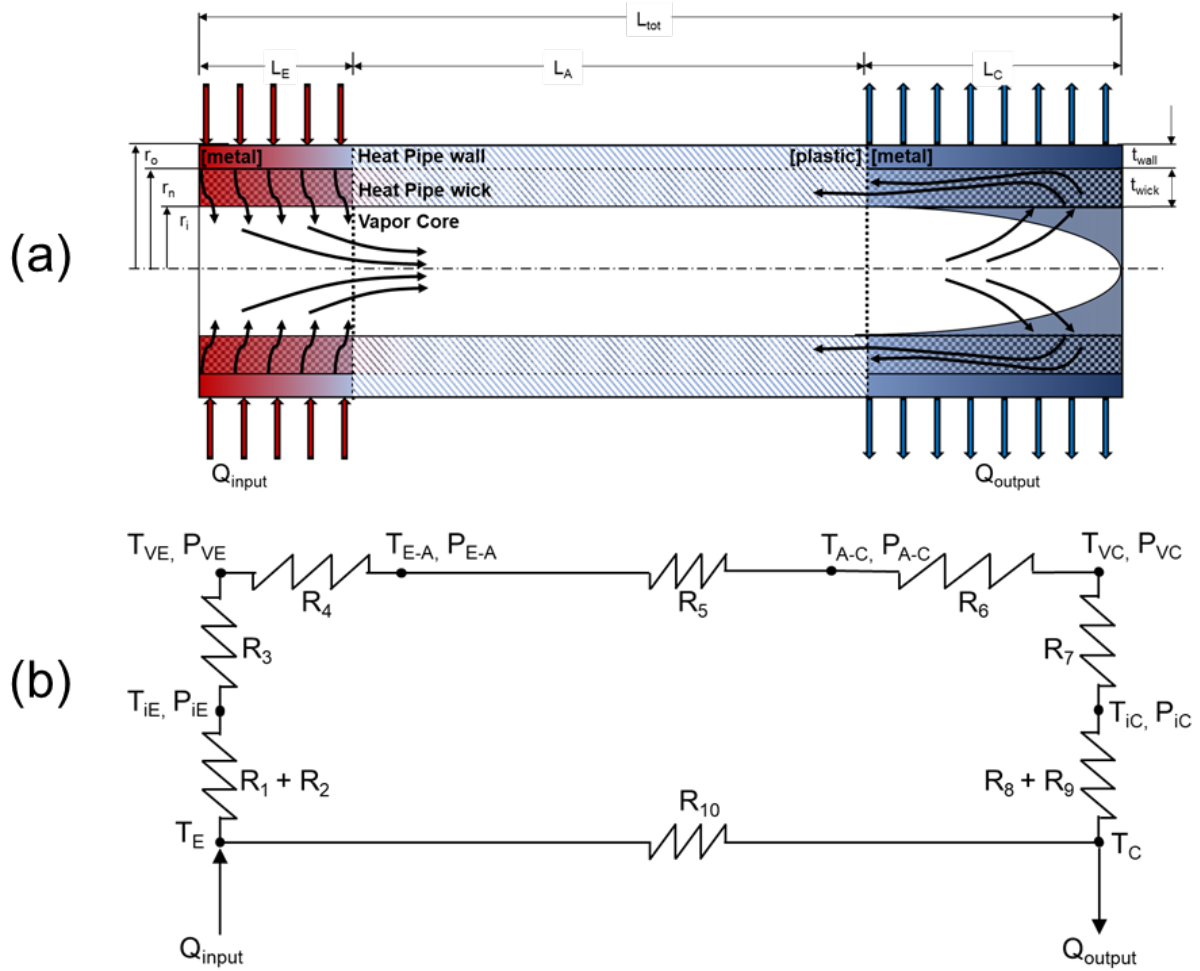 L_tot
L_E L_A L_C
r_o [metal] Heat Pipe wall [plastic] [metal] t_wall
r_n Heat Pipe wick t_wick
r_i Vapor Core
(a)
Q_input Q_output
T_VE, P_VE T_E-A, P_E-A T_A-C, P_A-C T_VC, P_VC
R_4 R_5 R_6
R_3 R_7
(b)
T_iE, P_iE T_iC, P_iC
R_1 + R_2 R_10 R_8 + R_9
T_E T_C
Q_input Q_output